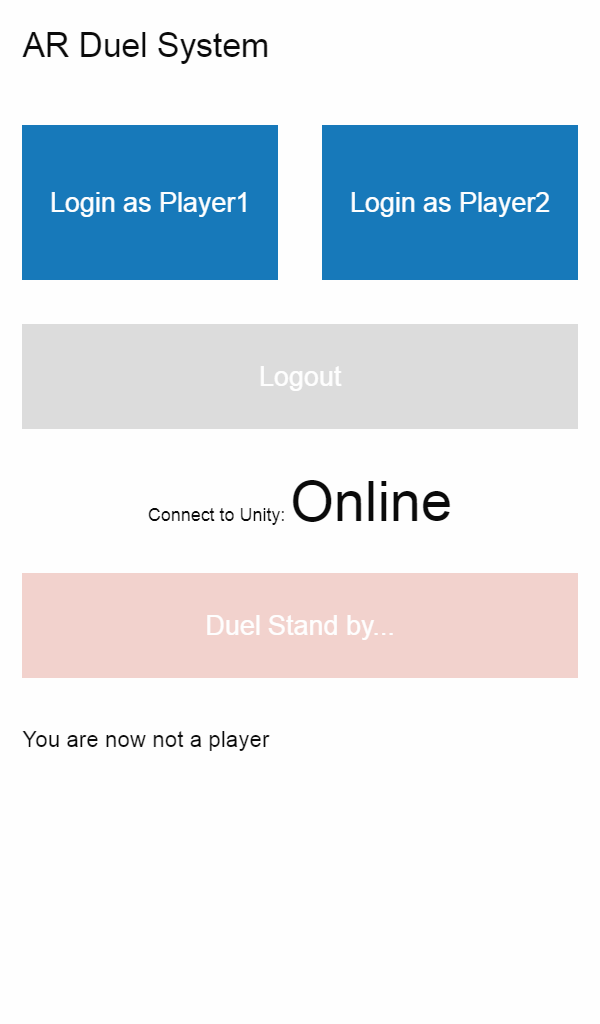 AR Duel System
Login as Player1
Login as Player2
Logout
Connect to Unity: Online
Duel Stand by...
You are now not a player